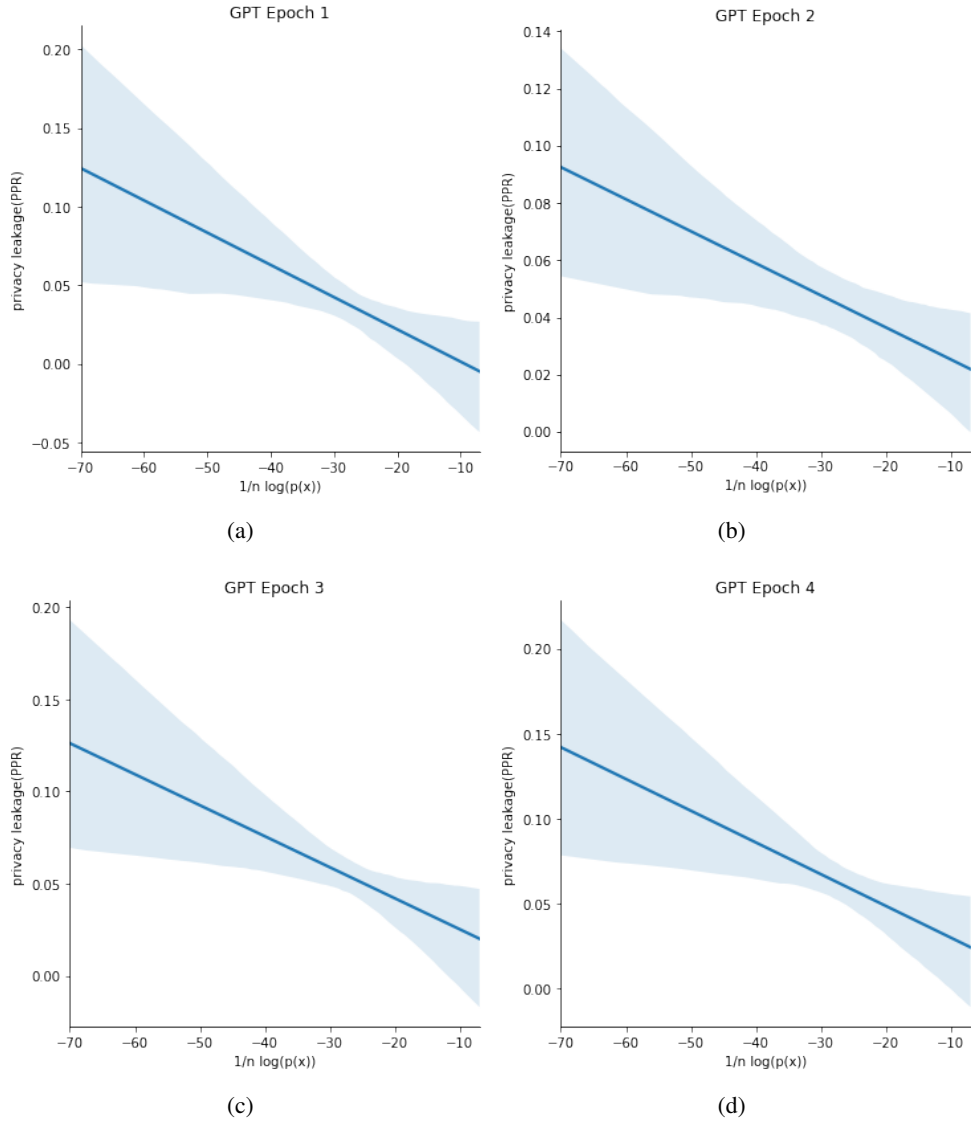 GPT Epoch 1
privacy leakage(PPR)
0.20
0.15
0.10
0.05
0.00
−0.05
−70 −60 −50 −40 −30 −20 −10
1/n log(p(x))
(a)
GPT Epoch 2
privacy leakage(PPR)
0.14
0.12
0.10
0.08
0.06
0.04
0.02
0.00
−70 −60 −50 −40 −30 −20 −10
1/n log(p(x))
(b)
GPT Epoch 3
privacy leakage(PPR)
0.20
0.15
0.10
0.05
0.00
−70 −60 −50 −40 −30 −20 −10
1/n log(p(x))
(c)
GPT Epoch 4
privacy leakage(PPR)
0.20
0.15
0.10
0.05
0.00
−70 −60 −50 −40 −30 −20 −10
1/n log(p(x))
(d)